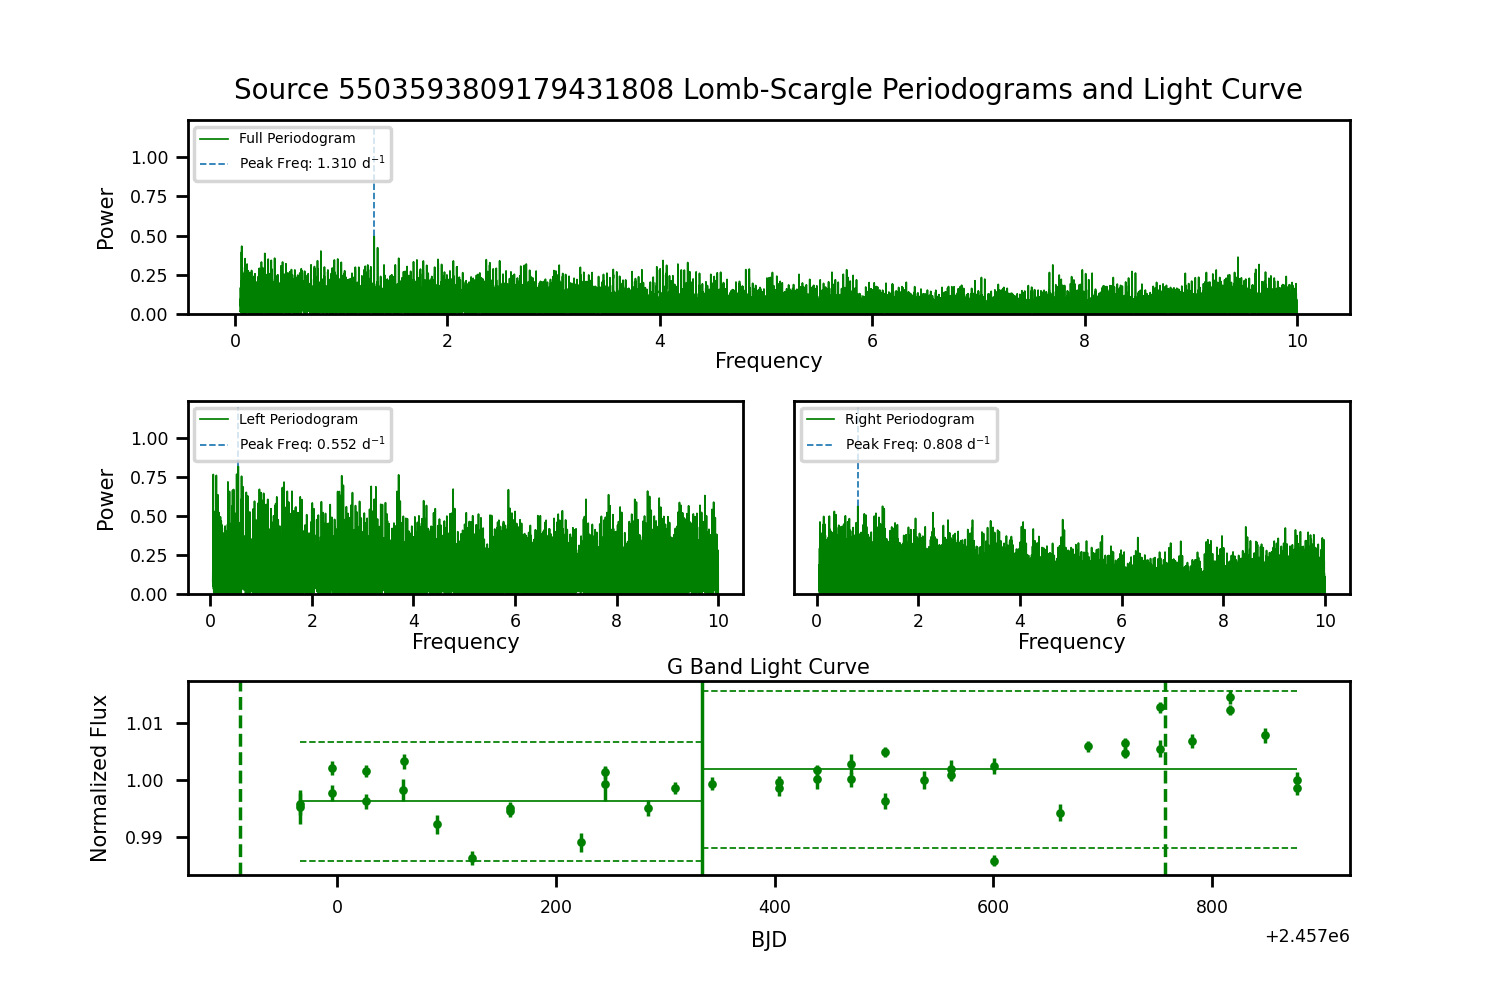 Source 5503593809179431808 Lomb-Scargle Periodograms and Light Curve
Power
1.00
0.75
0.50
0.25
0.00
Full Periodogram
Peak Freq: 1.310 d⁻¹
0 2 4 6 8 10
Frequency
Power
1.00
0.75
0.50
0.25
0.00
Left Periodogram
Peak Freq: 0.552 d⁻¹
0 2 4 6 8 10
Frequency
Right Periodogram
Peak Freq: 0.808 d⁻¹
0 2 4 6 8 10
Frequency
G Band Light Curve
Normalized Flux
1.01
1.00
0.99
0 200 400 600 800
BJD
+2.457e6